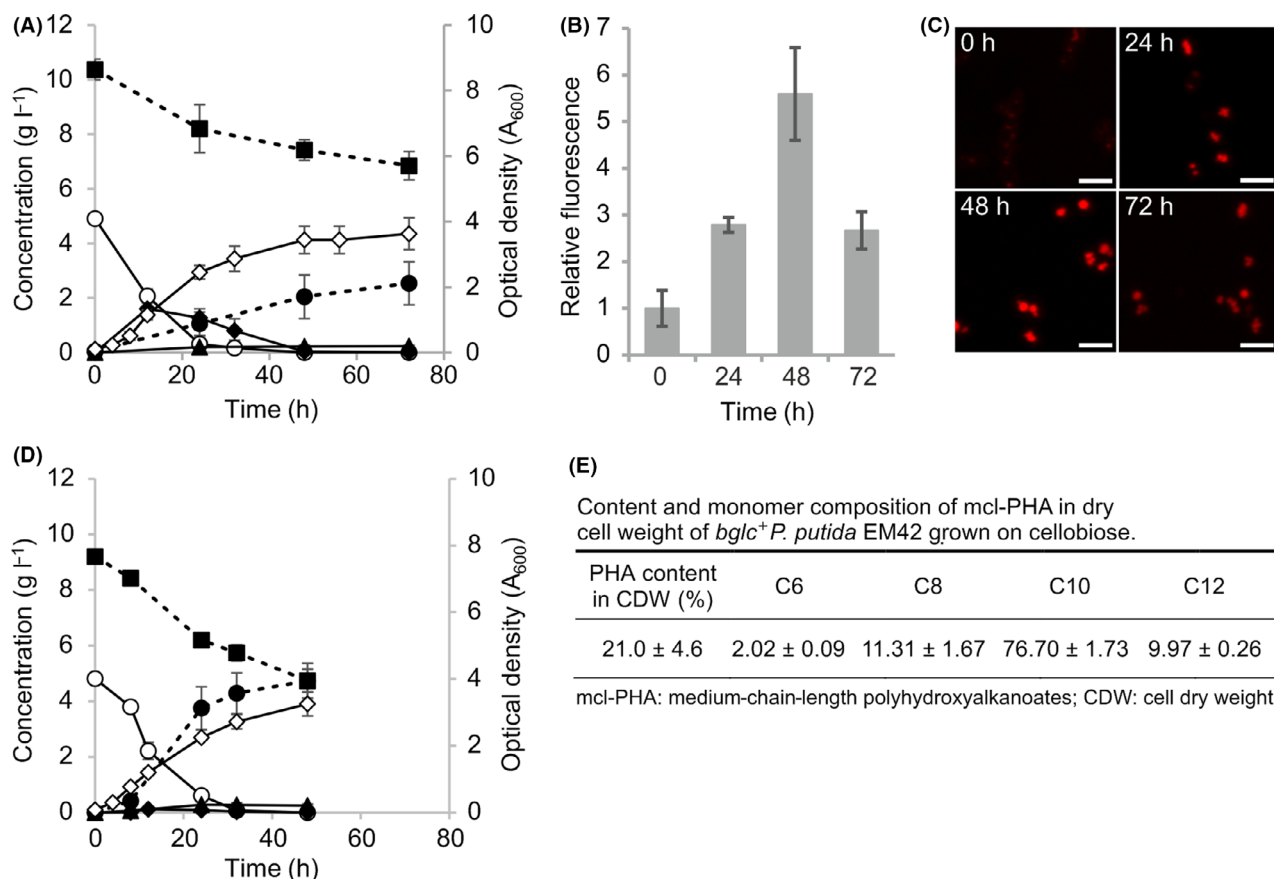 (A)
12
10
8
6
4
2
0
Concentration (g l⁻¹)
10
8
6
4
2
0
Optical density (A₆₀₀)
0 20 40 60 80
Time (h)
(B)
7
6
5
4
3
2
1
0
Relative fluorescence
0 24 48 72
Time (h)
(C)
0 h
24 h
48 h
72 h
(D)
12
10
8
6
4
2
0
Concentration (g l⁻¹)
10
8
6
4
2
0
Optical density (A₆₀₀)
0 20 40 60 80
Time (h)
(E)
Content and monomer composition of mcl-PHA in dry
cell weight of bglc⁺P. putida EM42 grown on cellobiose.
PHA content
in CDW (%) C6 C8 C10 C12
21.0 ± 4.6 2.02 ± 0.09 11.31 ± 1.67 76.70 ± 1.73 9.97 ± 0.26
mcl-PHA: medium-chain-length polyhydroxyalkanoates; CDW: cell dry weight